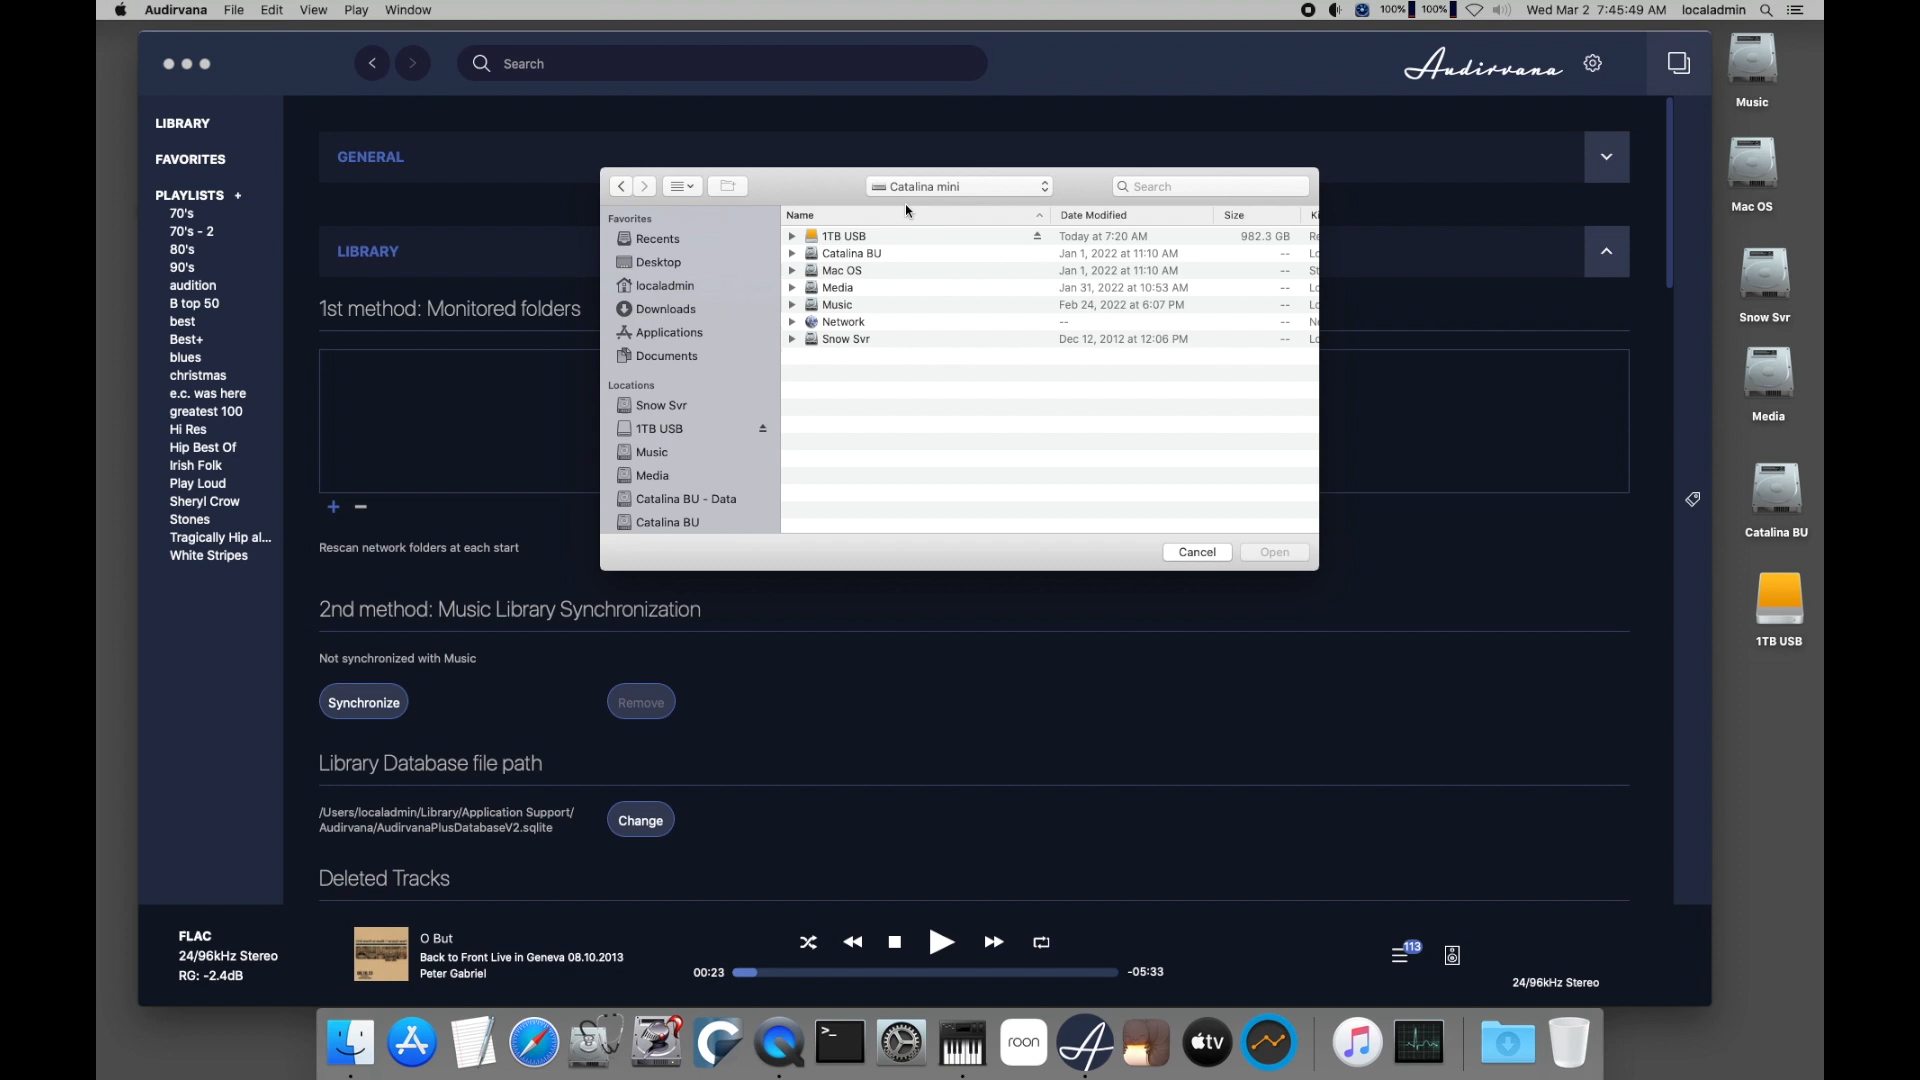 Audirvana File Edit View Play Window
100% 100% Wed Mar 2 7:45:49 AM localadmin
Search
Audirvana
LIBRARY
FAVORITES
PLAYLISTS +
70's
70's - 2
80's
90's
audition
B top 50
best
Best+
blues
christmas
e.c. was here
greatest 100
Hi Res
Hip Best Of
Irish Folk
Play Loud
Sheryl Crow
Stones
Tragically Hip al...
White Stripes
GENERAL
LIBRARY
1st method: Monitored folders
+ −
Rescan network folders at each start
2nd method: Music Library Synchronization
Not synchronized with Music
Synchronize Remove
Library Database file path
/Users/localadmin/Library/Application Support/
Audirvana/AudirvanaPlusDatabaseV2.sqlite
Change
Deleted Tracks
Catalina mini
Search
Favorites
Recents
Desktop
localadmin
Downloads
Applications
Documents
Locations
Snow Svr
1TB USB
Music
Media
Catalina BU - Data
Catalina BU
Name Date Modified Size Ki
1TB USB Today at 7:20 AM 982.3 GB Re
Catalina BU Jan 1, 2022 at 11:10 AM -- Lo
Mac OS Jan 1, 2022 at 11:10 AM -- St
Media Jan 31, 2022 at 10:53 AM -- Lo
Music Feb 24, 2022 at 6:07 PM -- Lo
Network -- -- Ne
Snow Svr Dec 12, 2012 at 12:06 PM -- Lo
Cancel Open
Music
Mac OS
Snow Svr
Media
Catalina BU
1TB USB
FLAC
24/96kHz Stereo
RG: -2.4dB
O But
Back to Front Live in Geneva 08.10.2013
Peter Gabriel
00:23 -05:33
113
24/96kHz Stereo
roon
tv